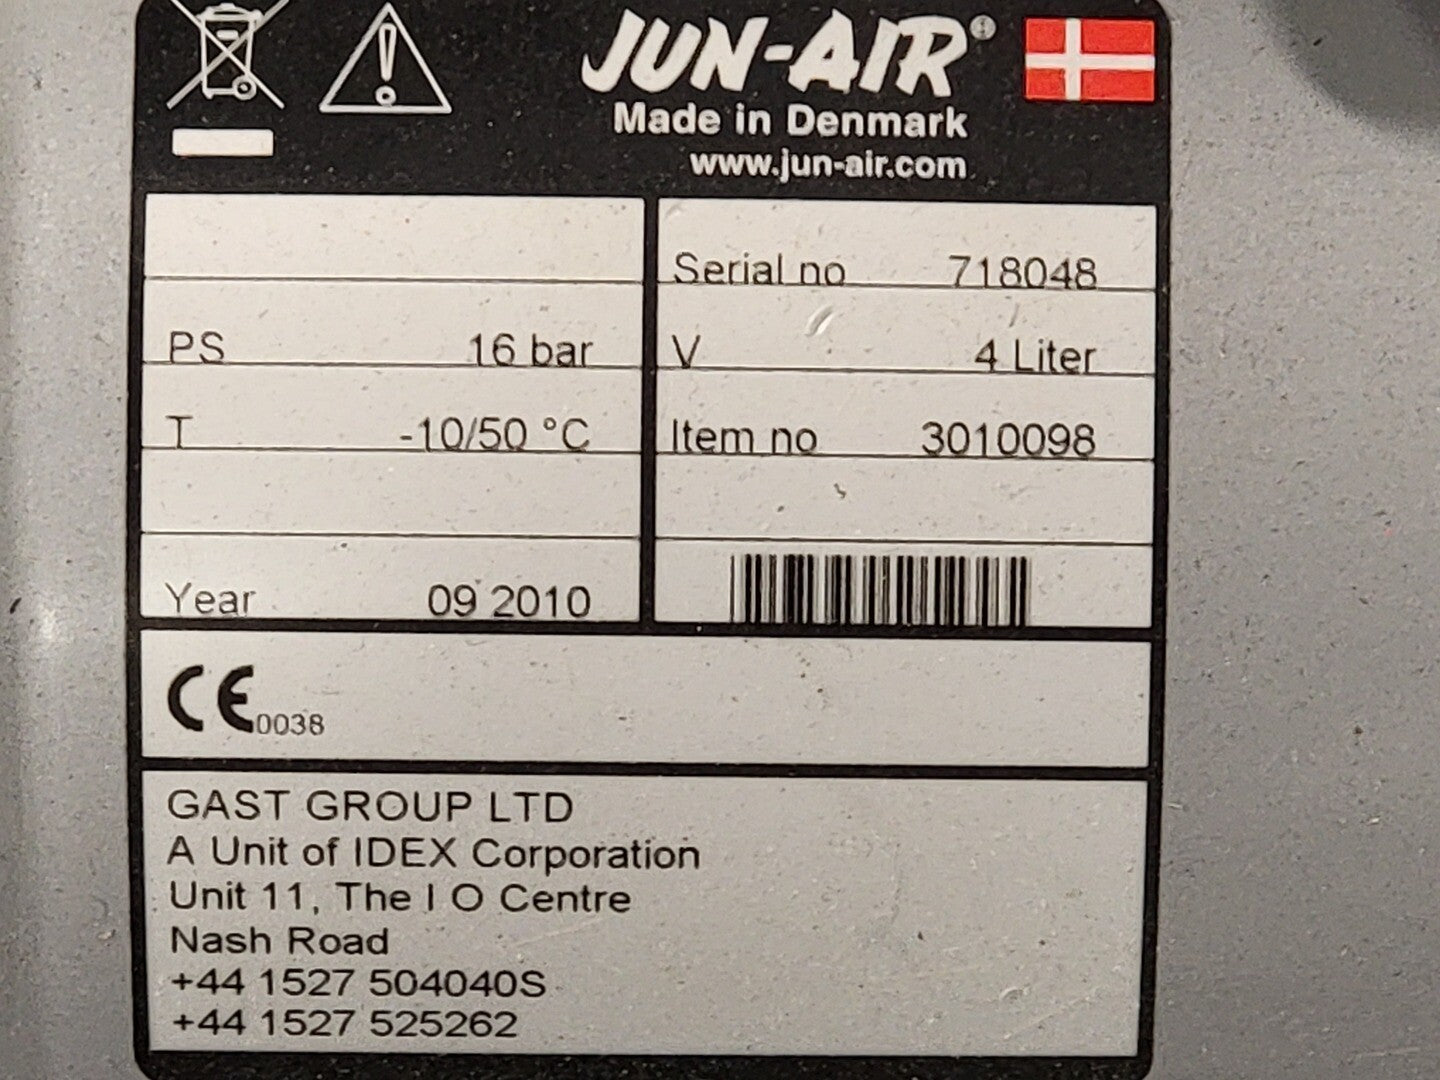 JUN-AIR®
Made in Denmark
www.jun-air.com
Serial no 718048
PS 16 bar
V 4 Liter
T -10/50 °C
Item no 3010098
Year 09 2010
CE 0038
GAST GROUP LTD
A Unit of IDEX Corporation
Unit 11, The I O Centre
Nash Road
+44 1527 504040S
+44 1527 525262